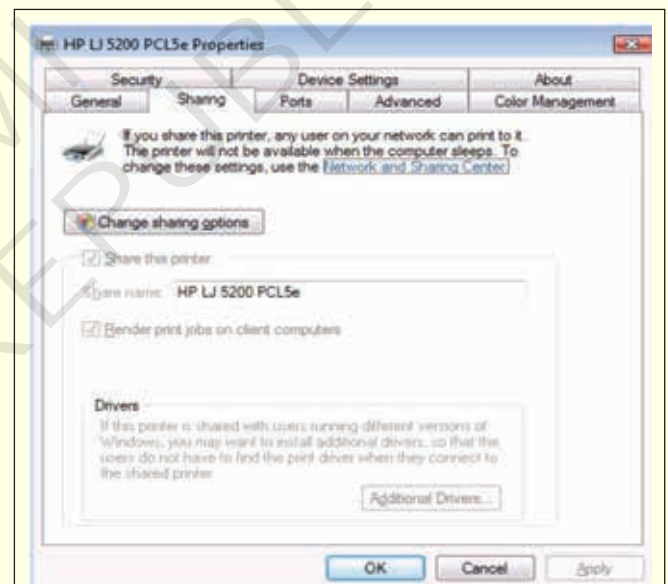 HP LJ 5200 PCL5e Properties
Security Device Settings About
General Sharing Ports Advanced Color Management
If you share this printer, any user on your network can print to it.
The printer will not be available when the computer sleeps. To
change these settings, use the Network and Sharing Center.
Change sharing options
Share this printer
Share name: HP LJ 5200 PCL5e
Render print jobs on client computers
Drivers
If this printer is shared with users running different versions of
Windows, you may want to install additional drivers, so that the
users do not have to find the print driver when they connect to
the shared printer.
Additional Drivers...
OK Cancel Apply